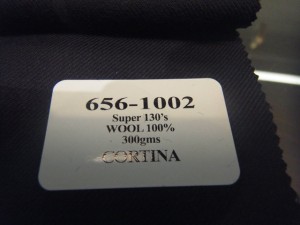 656-1002
Super 130's
WOOL 100%
300gms
CORTINA